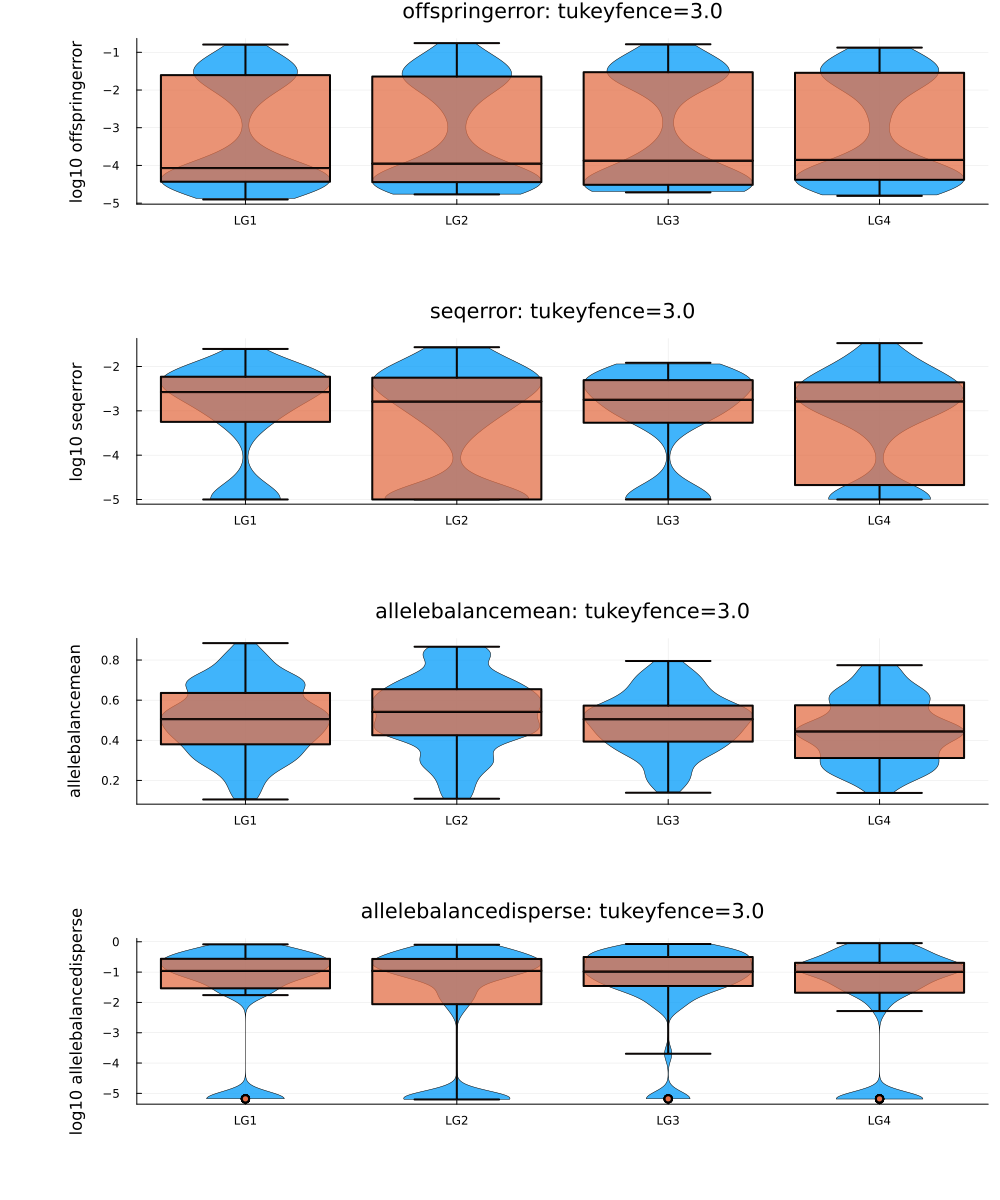 offspringerror: tukeyfence=3.0
log10 offspringerror
−1
−2
−3
−4
−5
LG1 LG2 LG3 LG4
seqerror: tukeyfence=3.0
log10 seqerror
−2
−3
−4
−5
LG1 LG2 LG3 LG4
allelebalancemean: tukeyfence=3.0
allelebalancemean
0.8
0.6
0.4
0.2
LG1 LG2 LG3 LG4
allelebalancedisperse: tukeyfence=3.0
log10 allelebalancedisperse
0
−1
−2
−3
−4
−5
LG1 LG2 LG3 LG4